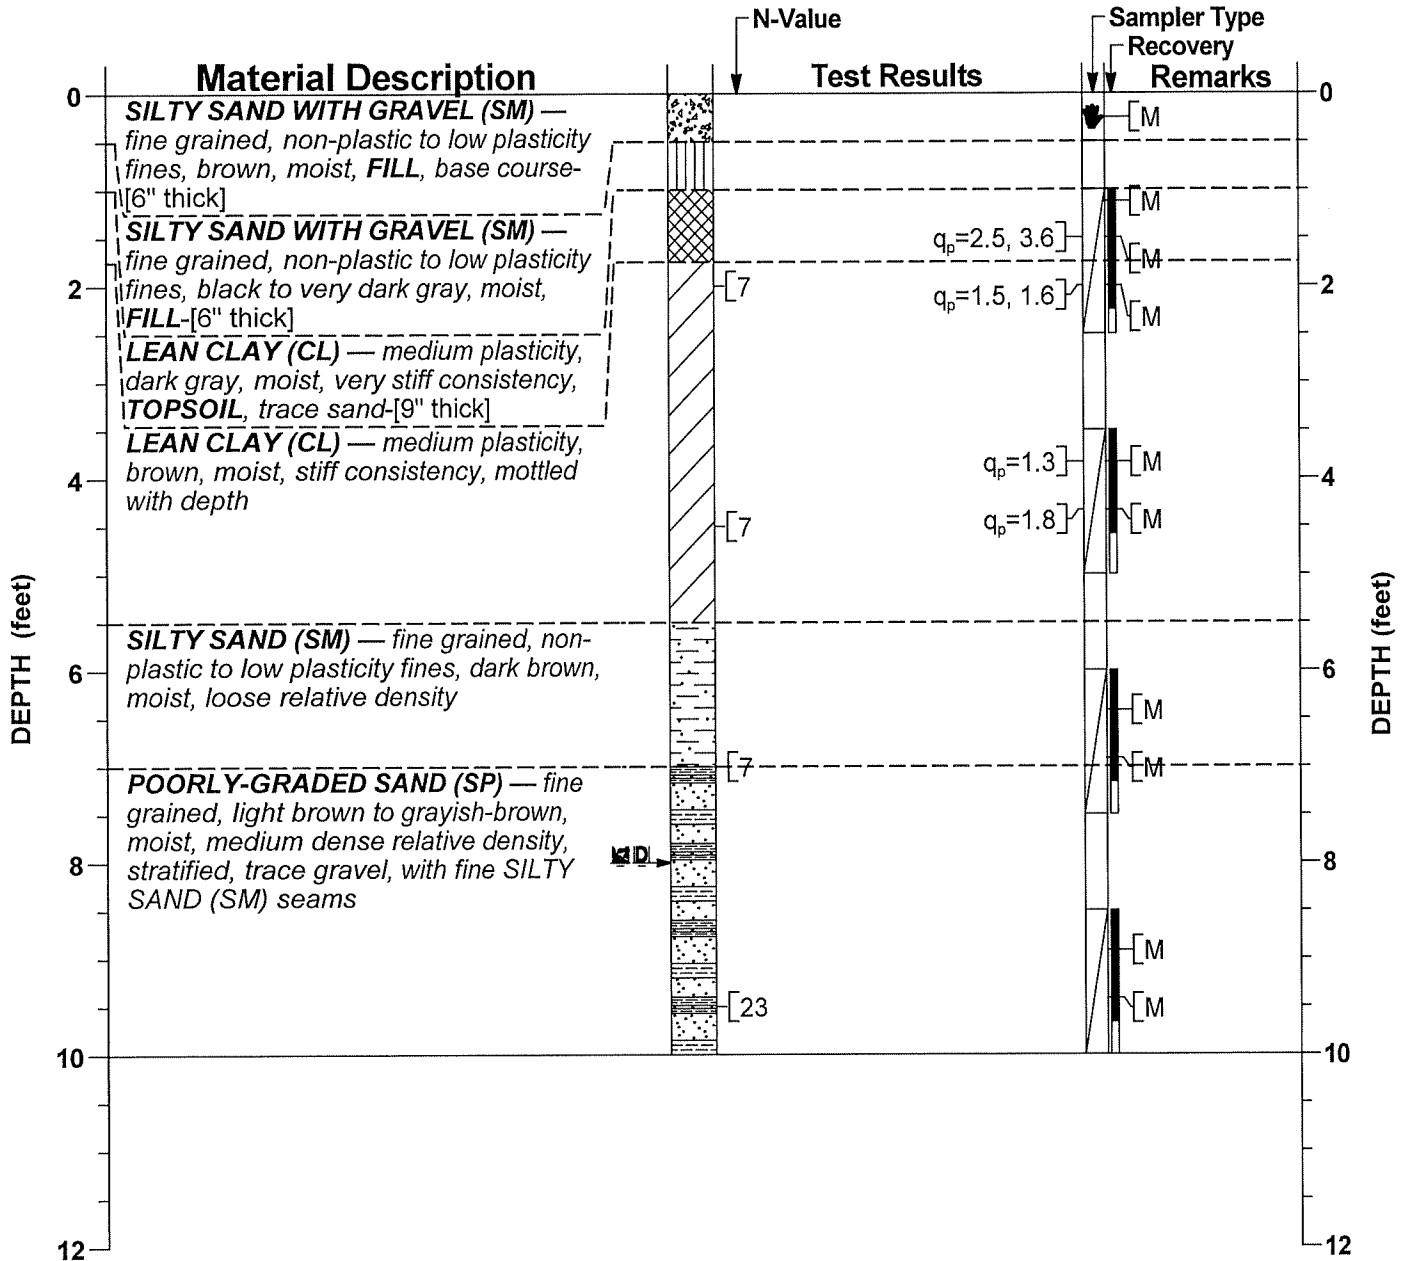 N-Value
Sampler Type
Recovery
Material Description
Test Results
Remarks
0
0
SILTY SAND WITH GRAVEL (SM) —
fine grained, non-plastic to low plasticity
fines, brown, moist, FILL, base course-
[6" thick]
[M
SILTY SAND WITH GRAVEL (SM) —
fine grained, non-plastic to low plasticity
fines, black to very dark gray, moist,
FILL-[6" thick]
[M
qp=2.5, 3.6]
[M
2
[7
qp=1.5, 1.6]
[M
2
LEAN CLAY (CL) — medium plasticity,
dark gray, moist, very stiff consistency,
TOPSOIL, trace sand-[9" thick]
LEAN CLAY (CL) — medium plasticity,
brown, moist, stiff consistency, mottled
with depth
qp=1.3]
[M
4
4
[7
qp=1.8]
[M
DEPTH (feet)
DEPTH (feet)
SILTY SAND (SM) — fine grained, non-
plastic to low plasticity fines, dark brown,
moist, loose relative density
6
6
[M
[7
[M
POORLY-GRADED SAND (SP) — fine
grained, light brown to grayish-brown,
moist, medium dense relative density,
stratified, trace gravel, with fine SILTY
SAND (SM) seams
8
8
[M
[23
[M
10
10
12
12